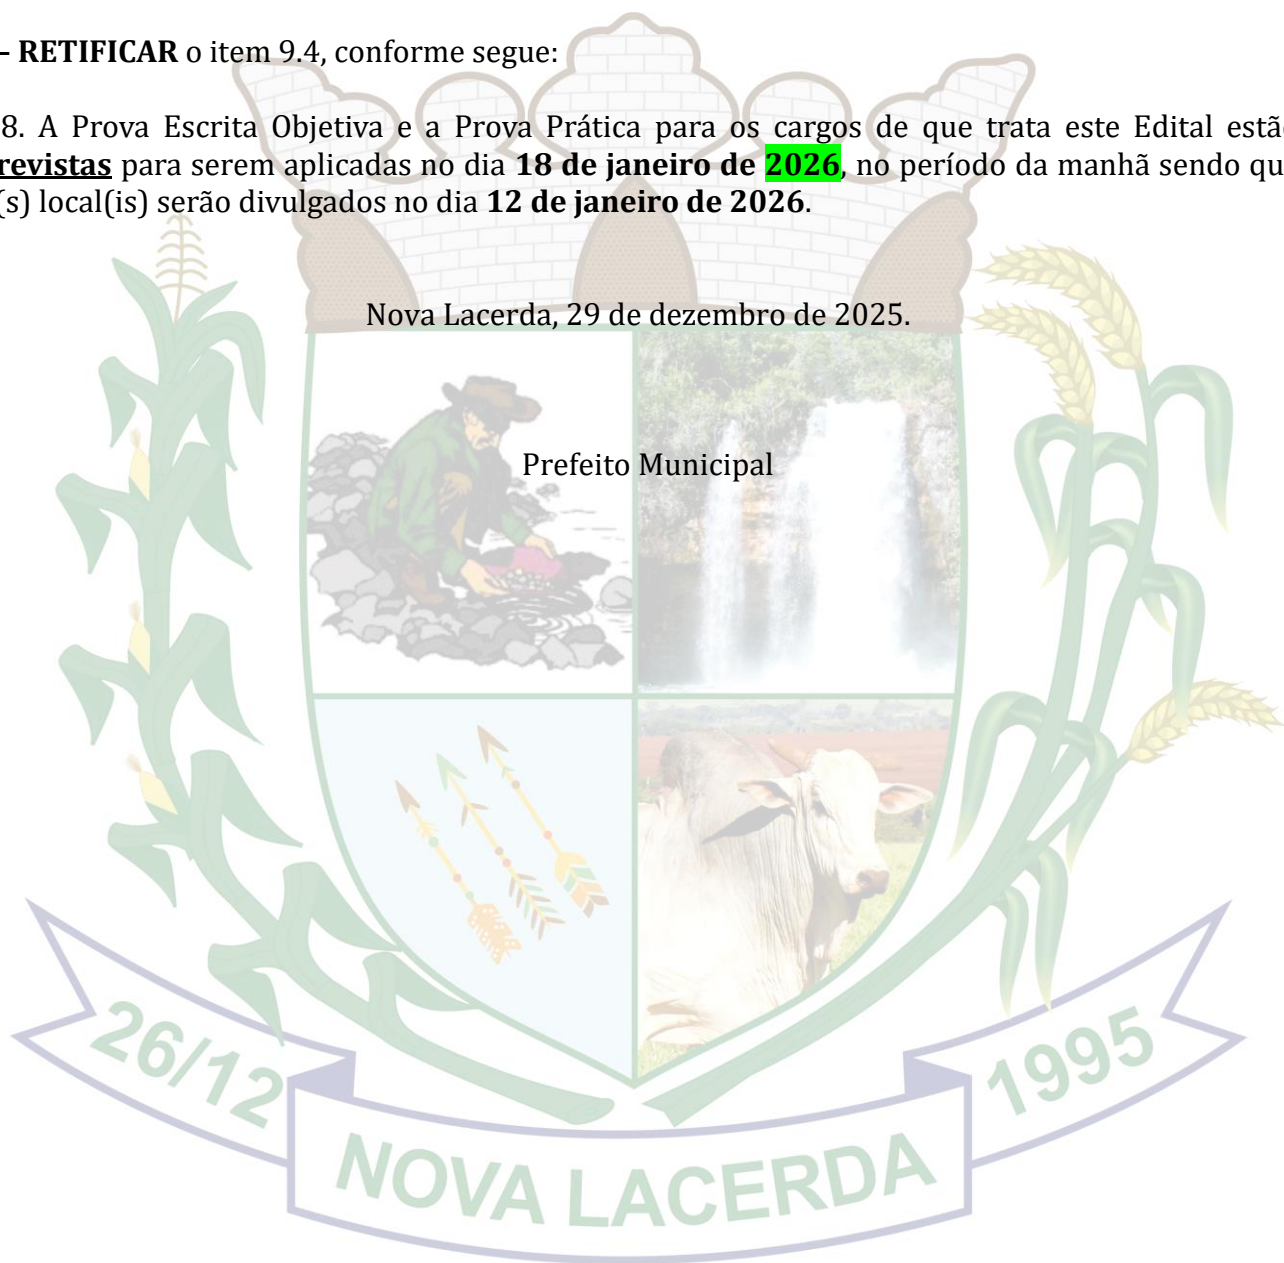 – RETIFICAR o item 9.4, conforme segue:
8. A Prova Escrita Objetiva e a Prova Prática para os cargos de que trata este Edital estã
revistas para serem aplicadas no dia 18 de janeiro de 2026, no período da manhã sendo qu
(s) local(is) serão divulgados no dia 12 de janeiro de 2026.
Nova Lacerda, 29 de dezembro de 2025.
Prefeito Municipal
26/12
1995
NOVA LACERDA